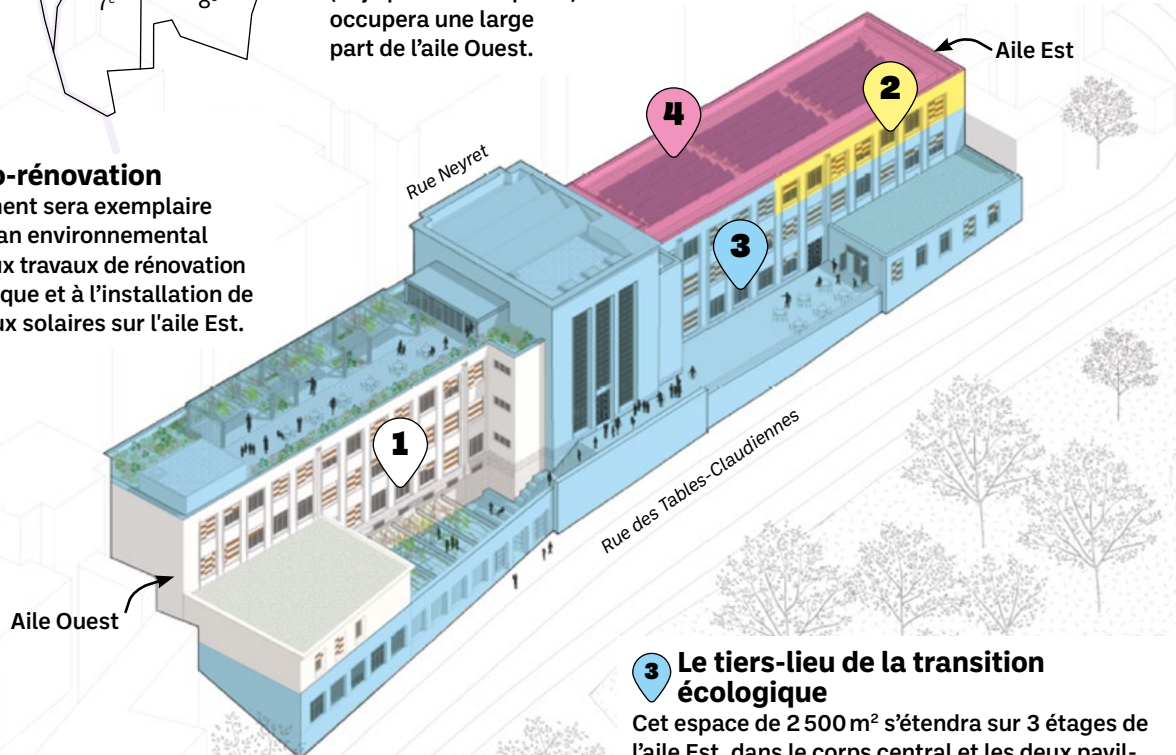 7e
occupera une large
part de l'aile Ouest.
Aile Est
2
4
Rue Neyret
o-rénovation
ment sera exemplaire
an environnemental
ux travaux de rénovation
que et à l'installation de
ux solaires sur l'aile Est.
3
1
Rue des Tables-Claudiennes
Aile Ouest
3 Le tiers-lieu de la transition
écologique
Cet espace de 2 500 m² s'étendra sur 3 étages de
l'aile Est, dans le corps central et les deux pavil-